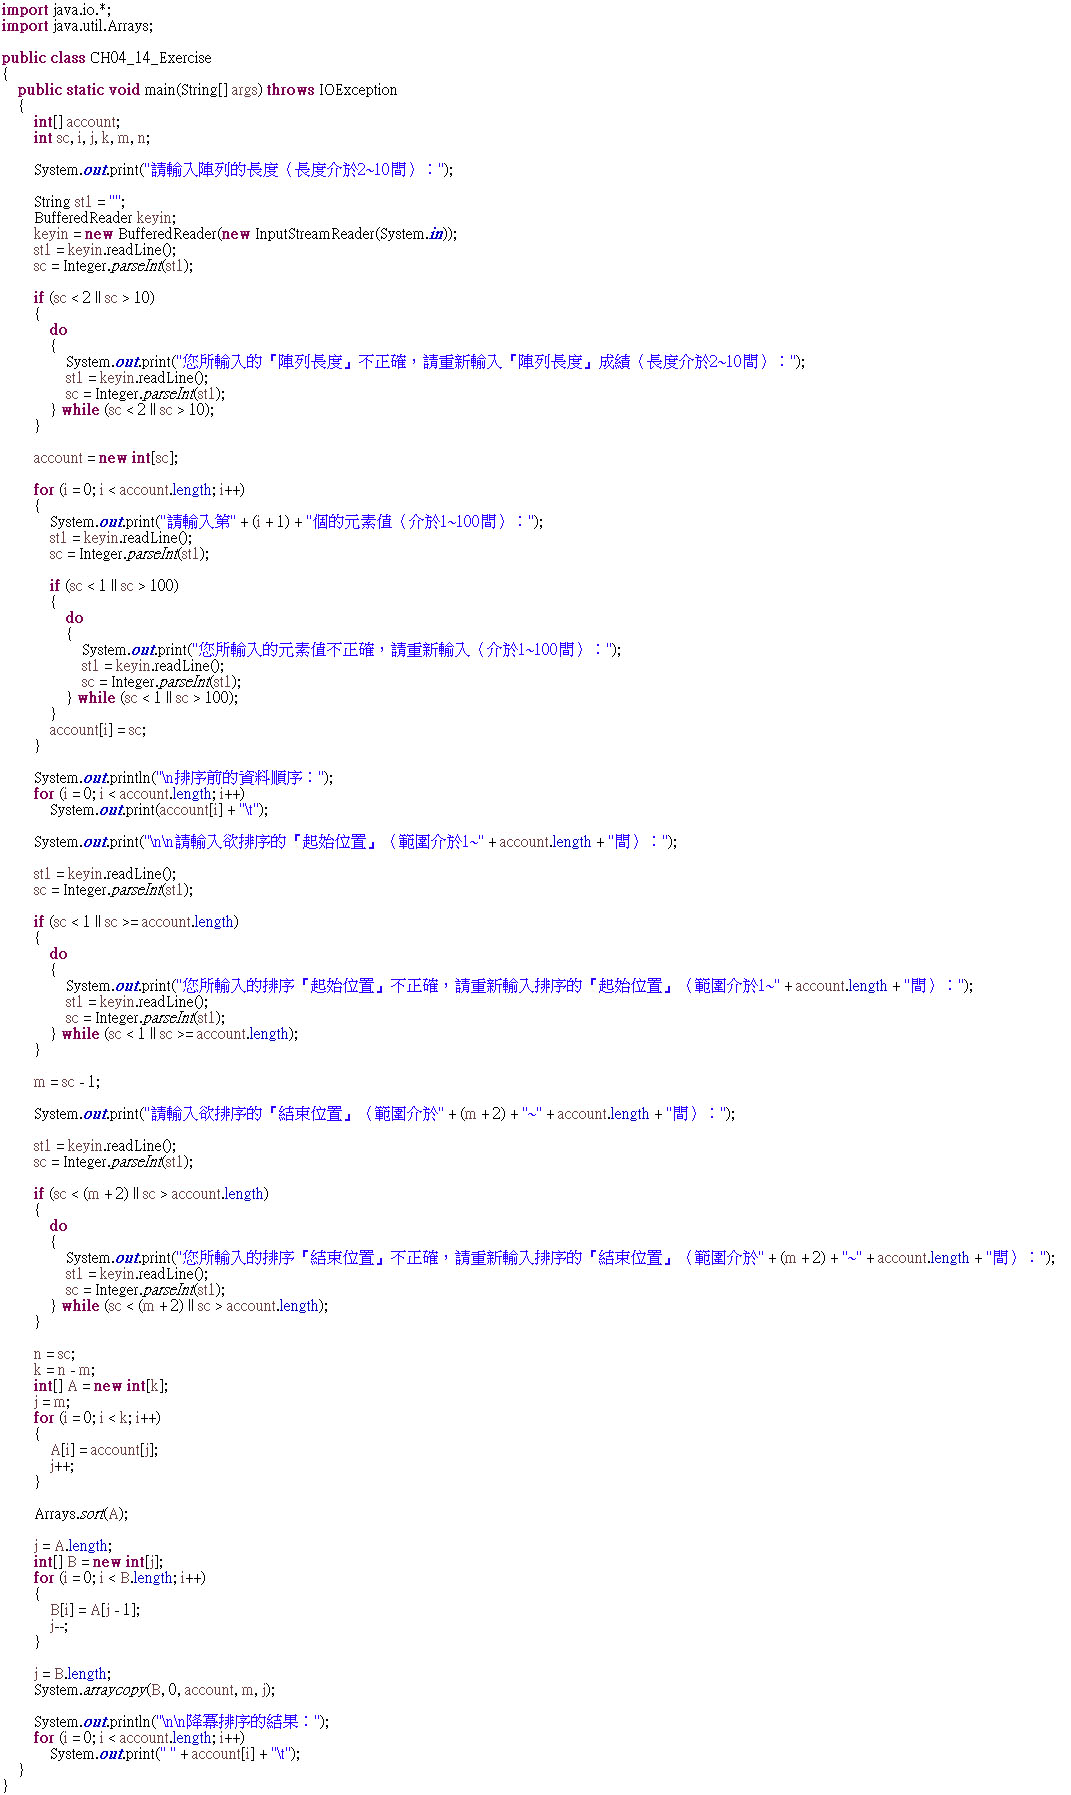 import java.io.*;
import java.util.Arrays;
public class CH04_14_Exercise
{
public static void main(String[] args) throws IOException
{
int[] account;
int sc, i, j, k, m, n;
System.out.print("請輸入陣列的長度（長度介於2~10間）：");
String st1 = "";
BufferedReader keyin;
keyin = new BufferedReader(new InputStreamReader(System.in));
st1 = keyin.readLine();
sc = Integer.parseInt(st1);
if (sc < 2 || sc > 10)
{
do
{
System.out.print("您所輸入的『陣列長度』不正確，請重新輸入『陣列長度』成績（長度介於2~10間）：");
st1 = keyin.readLine();
sc = Integer.parseInt(st1);
} while (sc < 2 || sc > 10);
}
account = new int[sc];
for (i = 0; i < account.length; i++)
{
System.out.print("請輸入第" + (i + 1) + "個的元素值（介於1~100間）：");
st1 = keyin.readLine();
sc = Integer.parseInt(st1);
if (sc < 1 || sc > 100)
{
do
{
System.out.print("您所輸入的元素值不正確，請重新輸入（介於1~100間）：");
st1 = keyin.readLine();
sc = Integer.parseInt(st1);
} while (sc < 1 || sc > 100);
}
account[i] = sc;
}
System.out.println("\n排序前的資料順序：");
for (i = 0; i < account.length; i++)
System.out.print(account[i] + "\t");
System.out.print("\n\n請輸入欲排序的『起始位置』（範圍介於1~" + account.length + "間）：");
st1 = keyin.readLine();
sc = Integer.parseInt(st1);
if (sc < 1 || sc >= account.length)
{
do
{
System.out.print("您所輸入的排序『起始位置』不正確，請重新輸入排序的『起始位置』（範圍介於1~" + account.length + "間）：");
st1 = keyin.readLine();
sc = Integer.parseInt(st1);
} while (sc < 1 || sc >= account.length);
}
m = sc - 1;
System.out.print("請輸入欲排序的『結束位置』（範圍介於" + (m + 2) + "~" + account.length + "間）：");
st1 = keyin.readLine();
sc = Integer.parseInt(st1);
if (sc < (m + 2) || sc > account.length)
{
do
{
System.out.print("您所輸入的排序『結束位置』不正確，請重新輸入排序的『結束位置』（範圍介於" + (m + 2) + "~" + account.length + "間）：");
st1 = keyin.readLine();
sc = Integer.parseInt(st1);
} while (sc < (m + 2) || sc > account.length);
}
n = sc;
k = n - m;
int[] A = new int[k];
j = m;
for (i = 0; i < k; i++)
{
A[i] = account[j];
j++;
}
Arrays.sort(A);
j = A.length;
int[] B = new int[j];
for (i = 0; i < B.length; i++)
{
B[i] = A[j - 1];
j--;
}
j = B.length;
System.arraycopy(B, 0, account, m, j);
System.out.println("\n\n降冪排序的結果：");
for (i = 0; i < account.length; i++)
System.out.print(" " + account[i] + "\t");
}
}